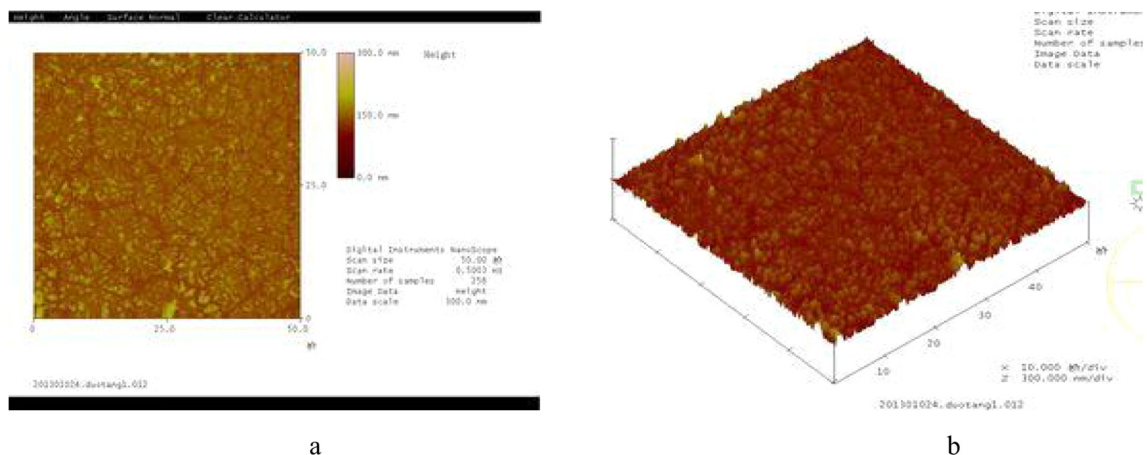 Height Angle Surface Normal Clear Calculator
50.0
25.0
0
0
25.0
50.0
300.0 nm
150.0 nm
0.0 nm
Height
Digital Instruments NanoScope
Scan size 50.00
Scan rate 0.5003 Hz
Number of samples 256
Image Data Height
Data scale 300.0 nm
201301024.duotang1.012
a
Scan size
Scan rate
Number of samples
Image Data
Data scale
10
20
30
40
X 10.000 /div
Z 300.000 nm/div
201301024.duotang1.012
b